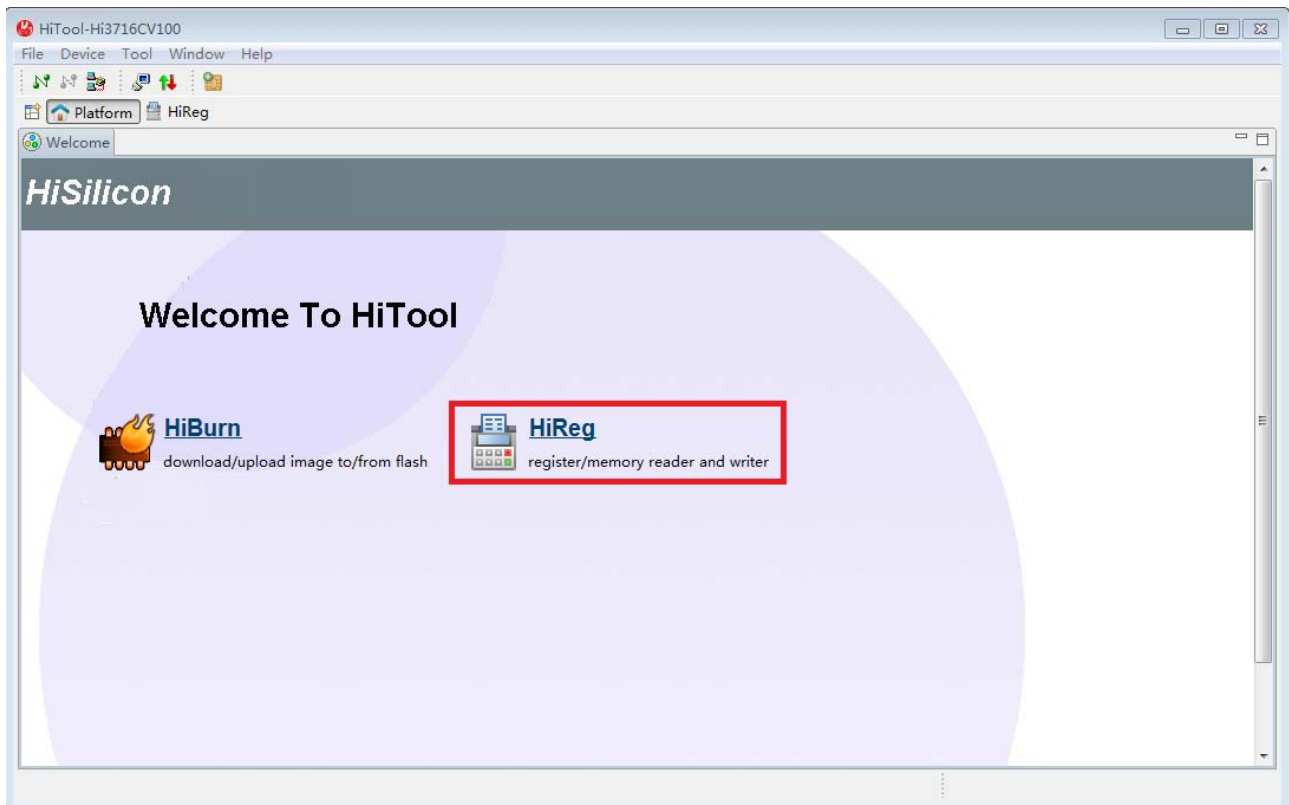 HiTool-Hi3716CV100
File Device Tool Window Help
Platform HiReg
Welcome
HiSilicon
Welcome To HiTool
HiBurn
download/upload image to/from flash
HiReg
register/memory reader and writer